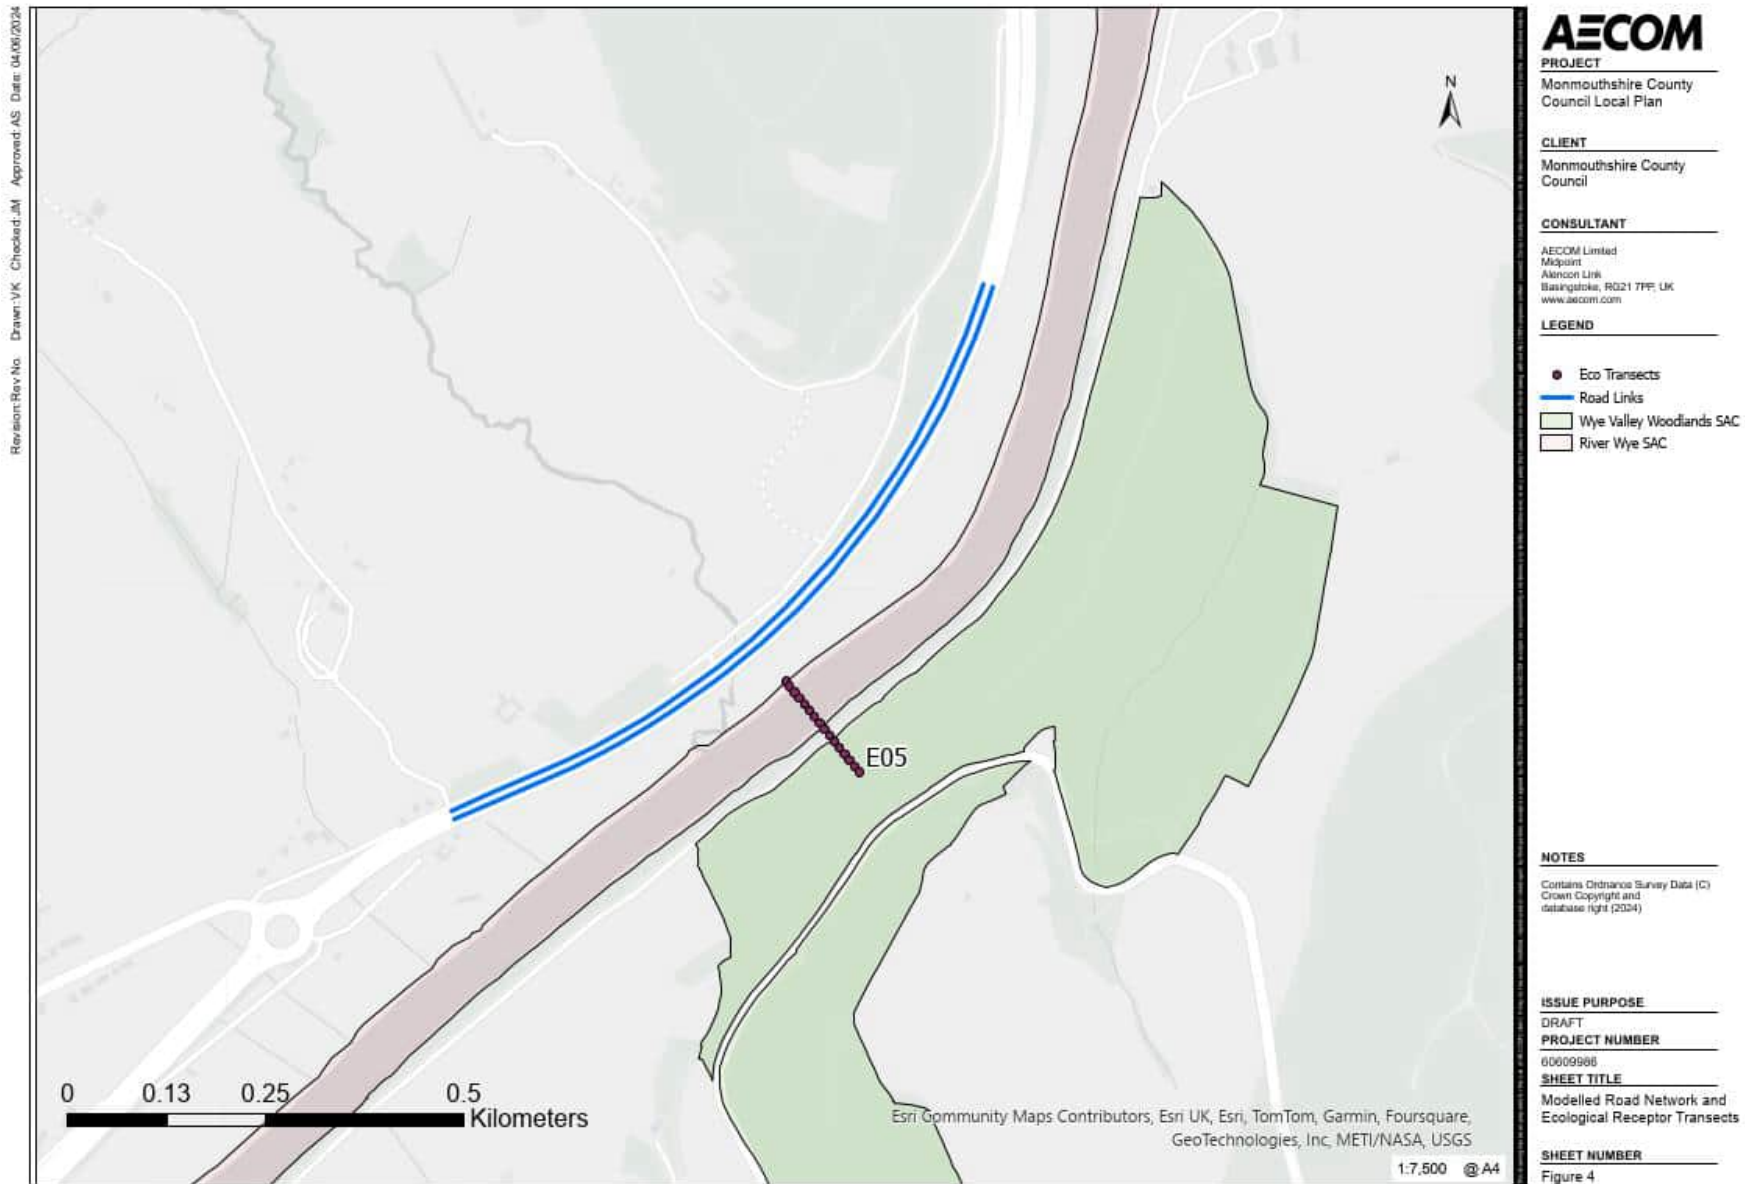 Revision:Rev No. Drawn:VK Checked:JM Approved:AS Date: 04/06/2024
N
E05
0 0.13 0.25 0.5
Kilometers
Esri Community Maps Contributors, Esri UK, Esri, TomTom, Garmin, Foursquare,
GeoTechnologies, Inc, METI/NASA, USGS
1:7,500 @ A4
AECOM
PROJECT
Monmouthshire County
Council Local Plan
CLIENT
Monmouthshire County
Council
CONSULTANT
AECOM Limited
Midpoint
Alencon Link
Basingstoke, RG21 7PP, UK
www.aecom.com
LEGEND
Eco Transects
Road Links
Wye Valley Woodlands SAC
River Wye SAC
NOTES
Contains Ordnance Survey Data (C)
Crown Copyright and
database right (2024)
ISSUE PURPOSE
DRAFT
PROJECT NUMBER
60609986
SHEET TITLE
Modelled Road Network and
Ecological Receptor Transects
SHEET NUMBER
Figure 4